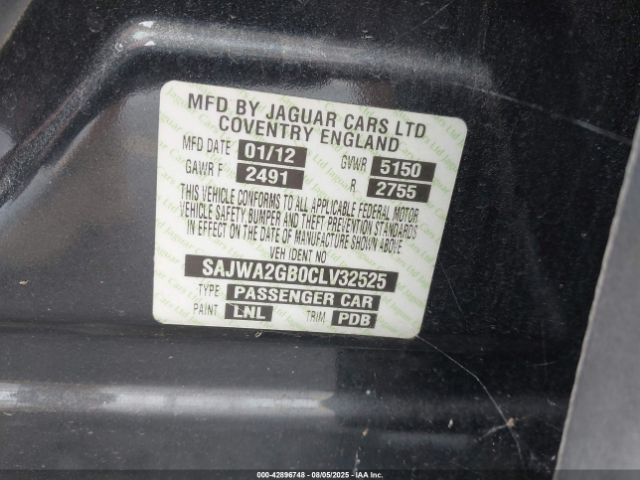 MFD BY JAGUAR CARS LTD
COVENTRY ENGLAND
MFD DATE 01/12 GVWR 5150
GAWR F 2491 R 2755
THIS VEHICLE CONFORMS TO ALL APPLICABLE FEDERAL MOTOR
VEHICLE SAFETY BUMPER AND THEFT PREVENTION STANDARDS
IN EFFECT ON THE DATE OF MFR SHOWN ABOVE
VEH IDENT NO
SAJWA2GB0CLV32525
TYPE PASSENGER CAR
PAINT LNL TRIM PDB
000-42896748 - 08/05/2025 - IAA Inc.